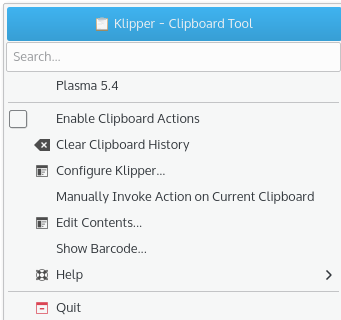 Klipper - Clipboard Tool
Search...
Plasma 5.4
Enable Clipboard Actions
Clear Clipboard History
Configure Klipper...
Manually Invoke Action on Current Clipboard
Edit Contents...
Show Barcode...
Help
Quit